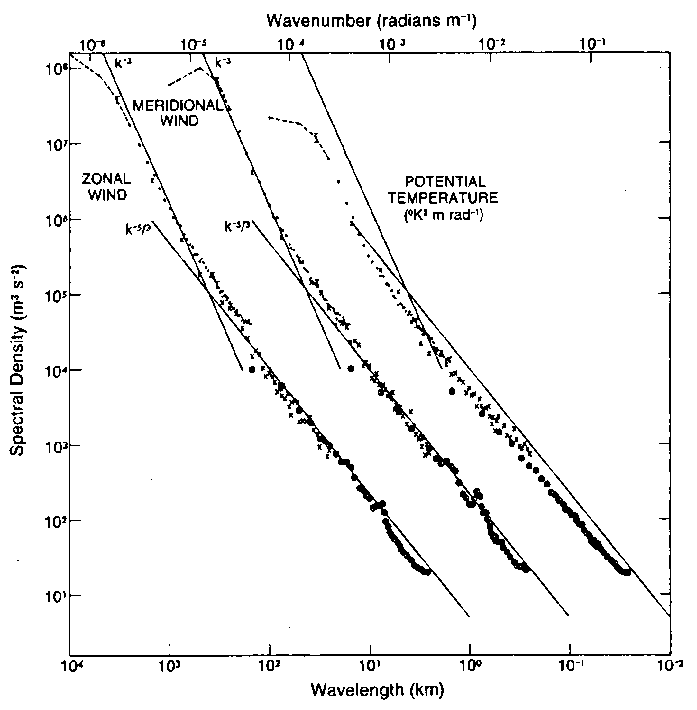 Wavenumber (radians m⁻¹)
10⁻⁶ 10⁻⁵ 10⁻⁴ 10⁻³ 10⁻² 10⁻¹
k⁻³ k⁻³
10⁸
MERIDIONAL
WIND
10⁷
ZONAL
WIND
POTENTIAL
TEMPERATURE
(°K² m rad⁻¹)
10⁶
k⁻⁵/³ k⁻⁵/³
10⁵
10⁴
10³
10²
10¹
Spectral Density (m³ s⁻²)
10⁴ 10³ 10² 10¹ 10⁰ 10⁻¹ 10⁻²
Wavelength (km)